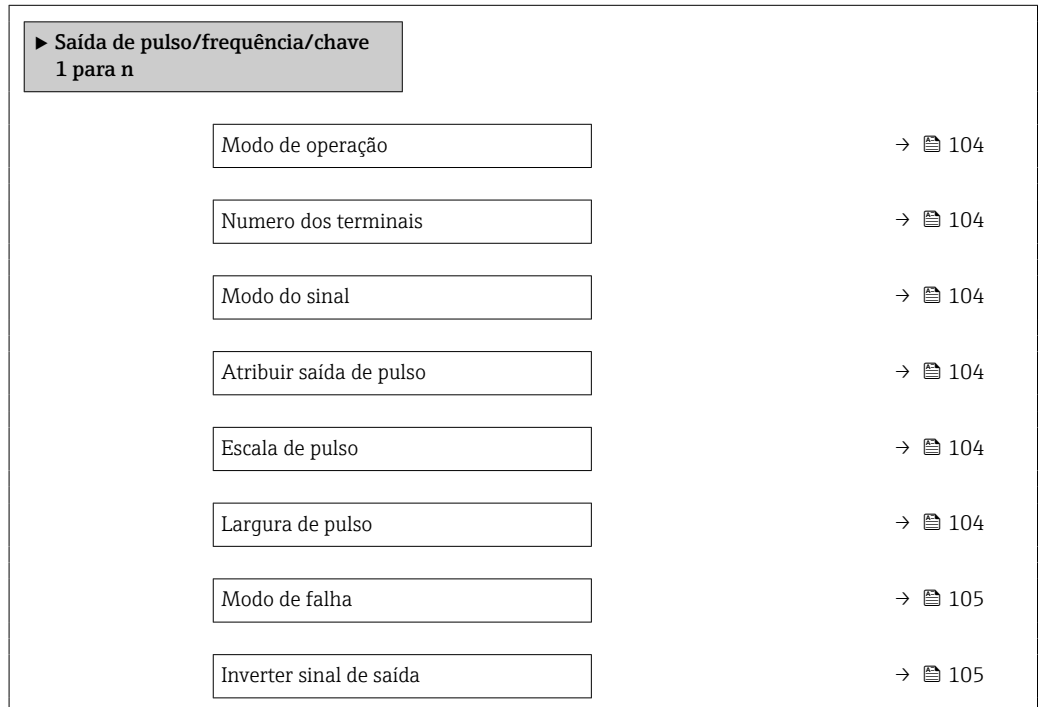 ▶ Saída de pulso/frequência/chave
1 para n
Modo de operação → 104
Numero dos terminais → 104
Modo do sinal → 104
Atribuir saída de pulso → 104
Escala de pulso → 104
Largura de pulso → 104
Modo de falha → 105
Inverter sinal de saída → 105